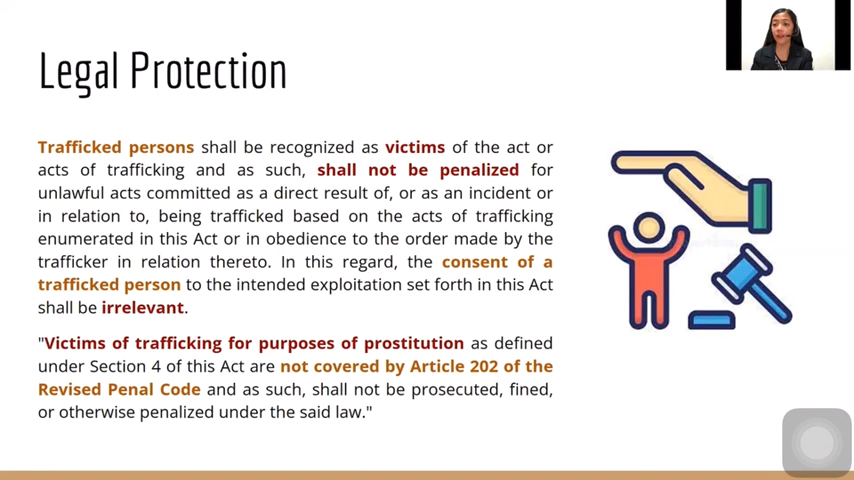 Legal Protection
Trafficked persons shall be recognized as victims of the act or
acts of trafficking and as such, shall not be penalized for
unlawful acts committed as a direct result of, or as an incident or
in relation to, being trafficked based on the acts of trafficking
enumerated in this Act or in obedience to the order made by the
trafficker in relation thereto. In this regard, the consent of a
trafficked person to the intended exploitation set forth in this Act
shall be irrelevant.
"Victims of trafficking for purposes of prostitution as defined
under Section 4 of this Act are not covered by Article 202 of the
Revised Penal Code and as such, shall not be prosecuted, fined,
or otherwise penalized under the said law."